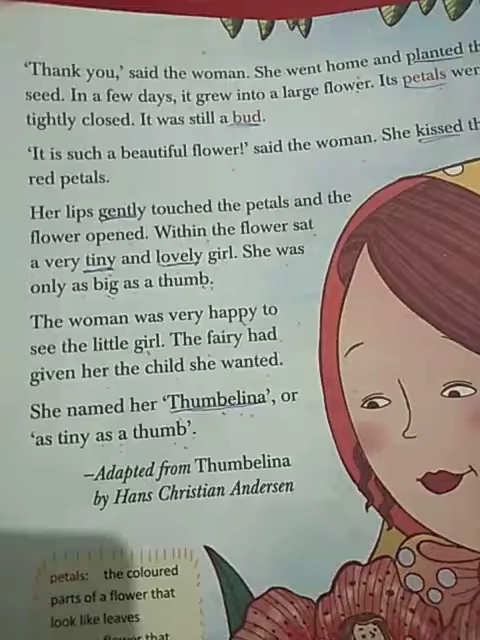 'Thank you,' said the woman. She went home and planted th
seed. In a few days, it grew into a large flower. Its petals wer
tightly closed. It was still a bud.
'It is such a beautiful flower!' said the woman. She kissed th
red petals.
Her lips gently touched the petals and the
flower opened. Within the flower sat
a very tiny and lovely girl. She was
only as big as a thumb.
The woman was very happy to
see the little girl. The fairy had
given her the child she wanted.
She named her 'Thumbelina', or
'as tiny as a thumb'.
–Adapted from Thumbelina
by Hans Christian Andersen
petals: the coloured
parts of a flower that
look like leaves
flower that